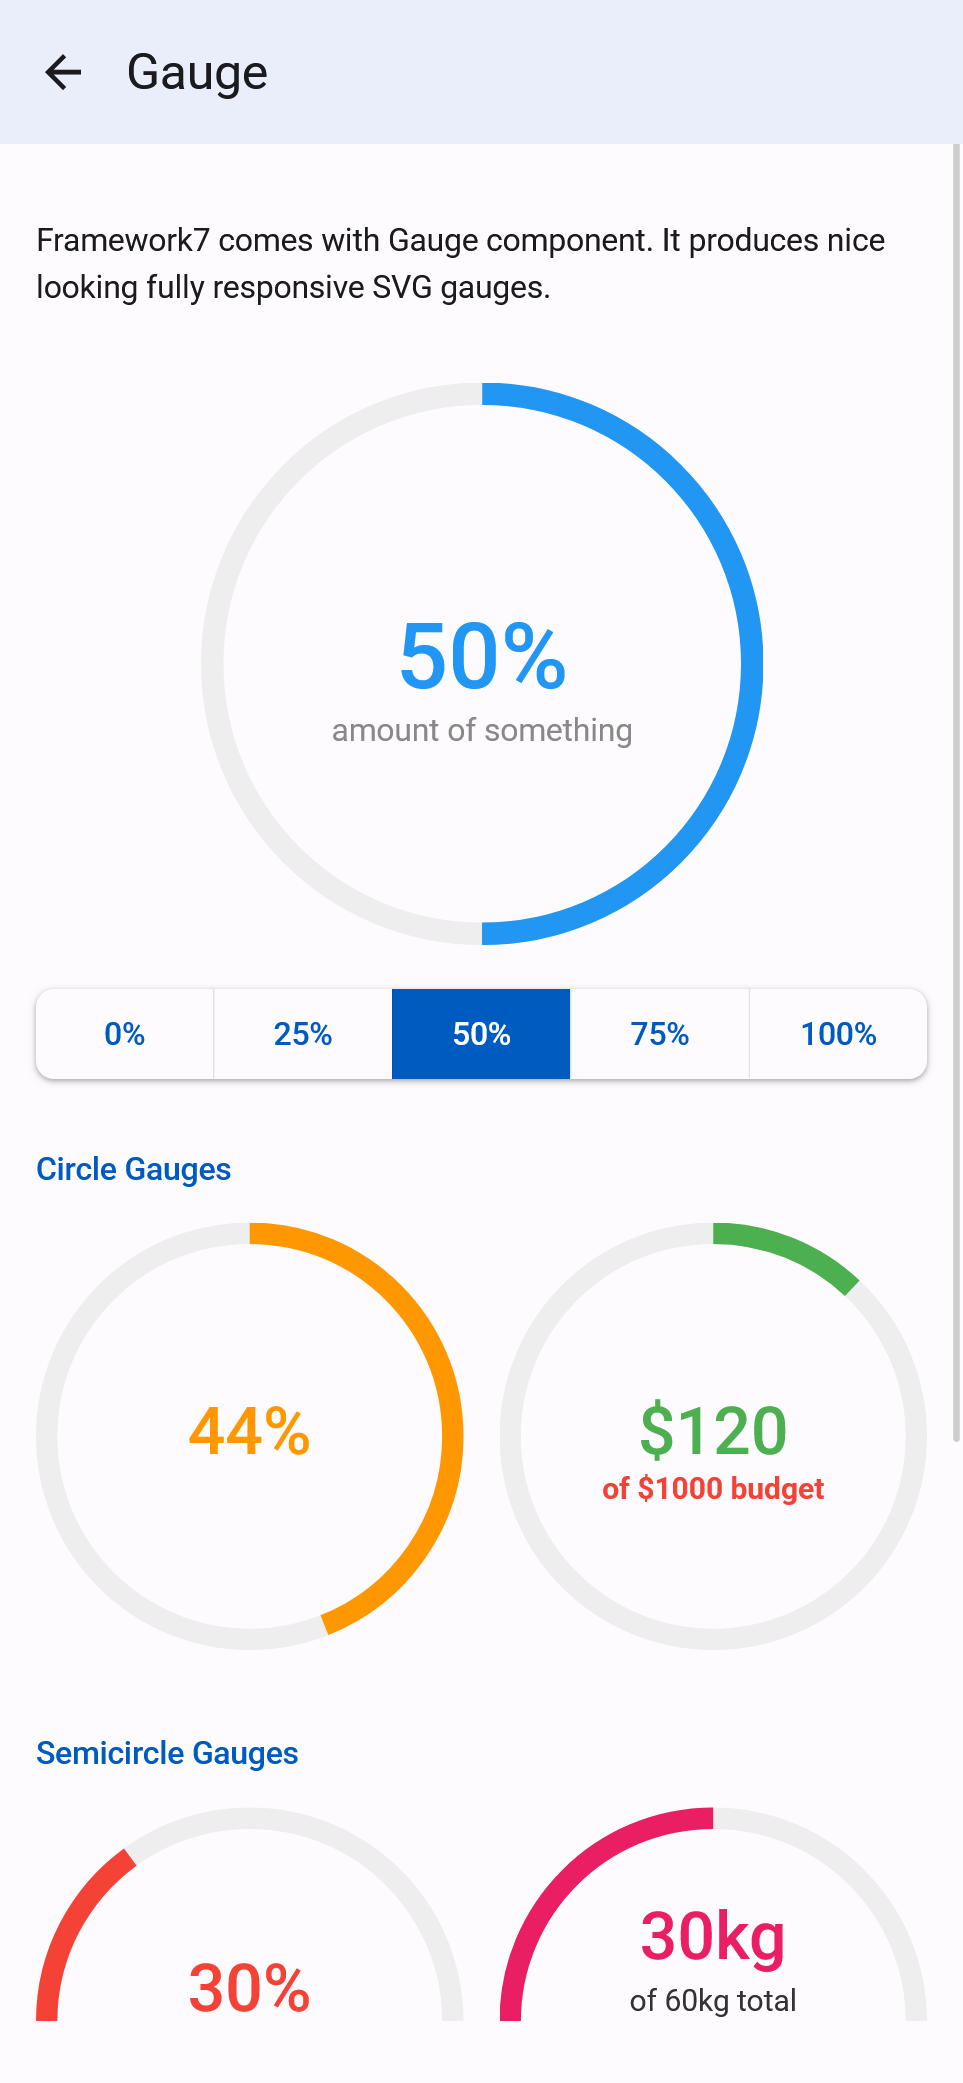 Gauge
Framework7 comes with Gauge component. It produces nice
looking fully responsive SVG gauges.
50%
amount of something
0% 25% 50% 75% 100%
Circle Gauges
44%
$120
of $1000 budget
Semicircle Gauges
30%
30kg
of 60kg total